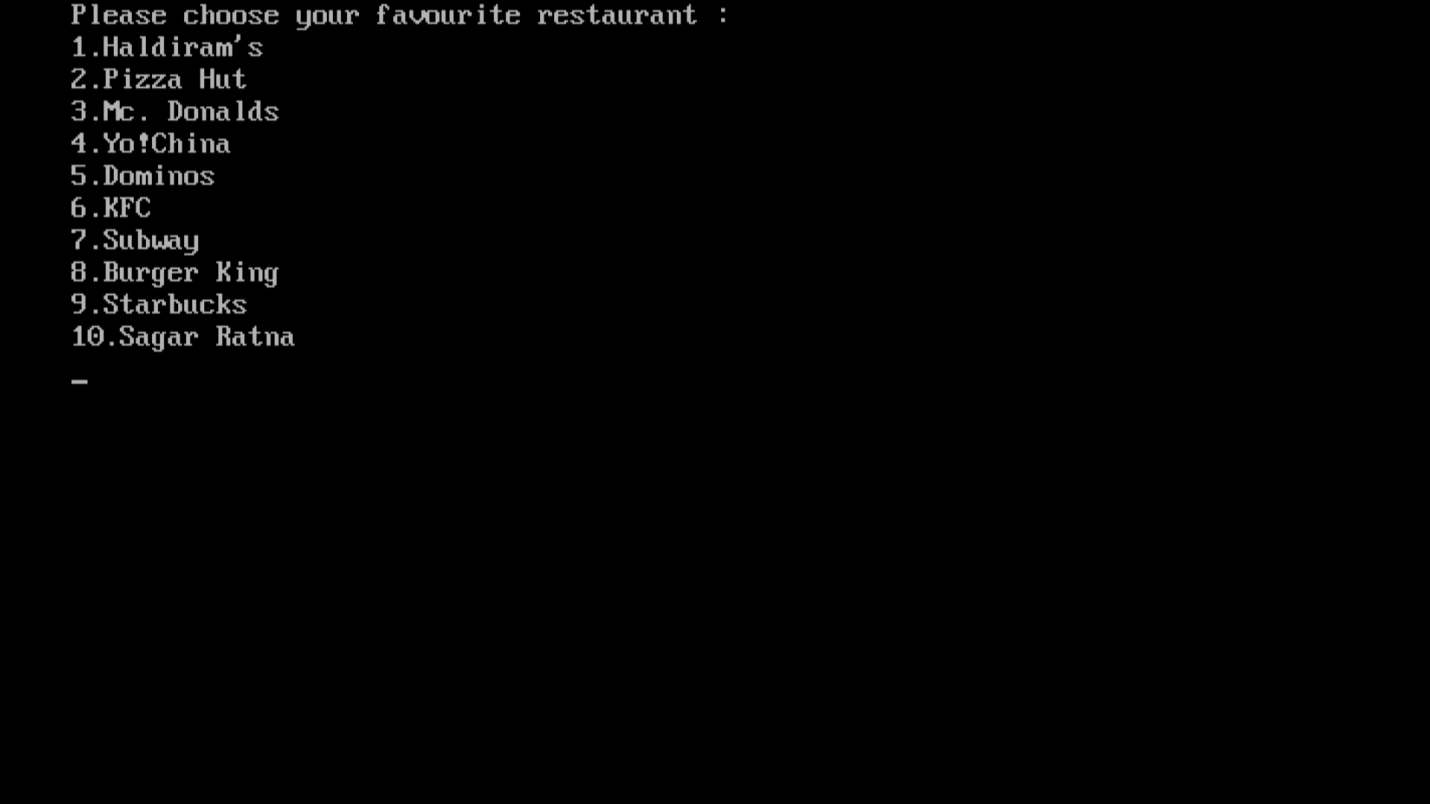 Please choose your favourite restaurant :
1.Haldiram's
2.Pizza Hut
3.Mc. Donalds
4.Yo!China
5.Dominos
6.KFC
7.Subway
8.Burger King
9.Starbucks
10.Sagar Ratna
_